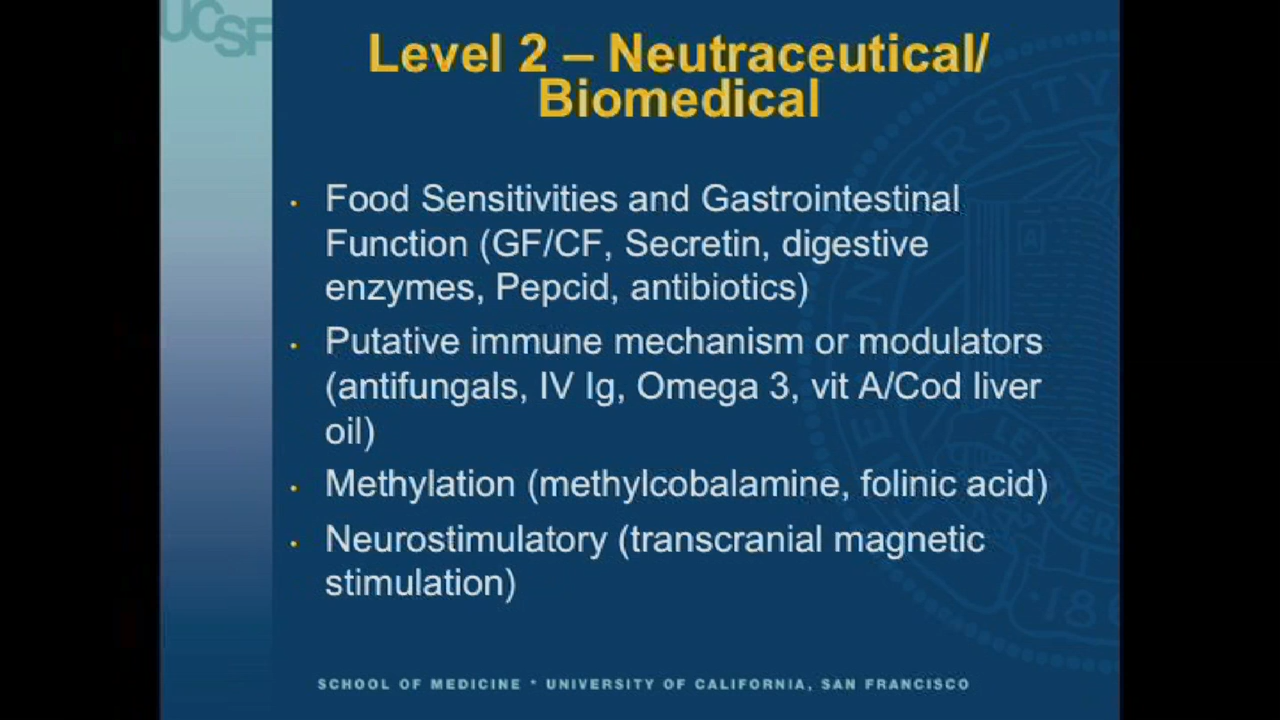 UCSF
Level 2 – Neutraceutical/
Biomedical
• Food Sensitivities and Gastrointestinal
Function (GF/CF, Secretin, digestive
enzymes, Pepcid, antibiotics)
• Putative immune mechanism or modulators
(antifungals, IV Ig, Omega 3, vit A/Cod liver
oil)
• Methylation (methylcobalamine, folinic acid)
• Neurostimulatory (transcranial magnetic
stimulation)
SCHOOL OF MEDICINE * UNIVERSITY OF CALIFORNIA, SAN FRANCISCO